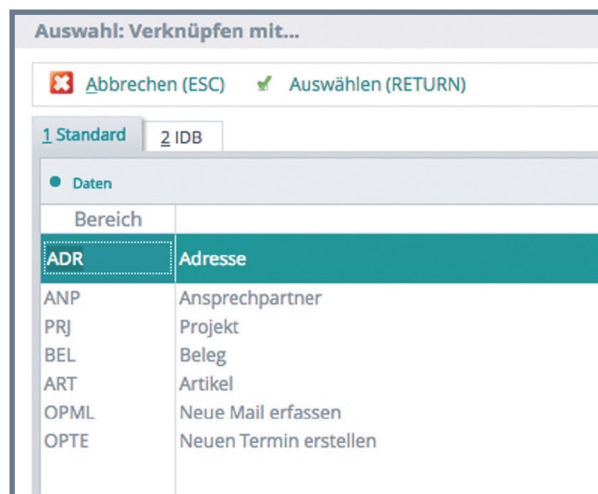 Auswahl: Verknüpfen mit...
Abbrechen (ESC) Auswählen (RETURN)
1 Standard 2 IDB
Daten
Bereich
ADR Adresse
ANP Ansprechpartner
PRJ Projekt
BEL Beleg
ART Artikel
OPML Neue Mail erfassen
OPTE Neuen Termin erstellen